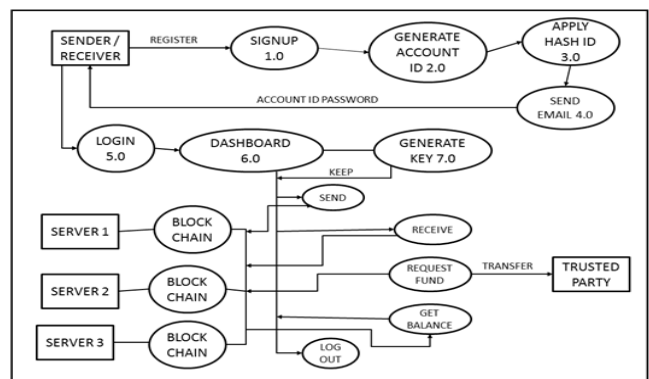 SENDER /
RECEIVER
REGISTER
SIGNUP
1.0
GENERATE
ACCOUNT
ID 2.0
APPLY
HASH ID
3.0
ACCOUNT ID PASSWORD
SEND
EMAIL 4.0
LOGIN
5.0
DASHBOARD
6.0
GENERATE
KEY 7.0
KEEP
SEND
SERVER 1
BLOCK
CHAIN
RECEIVE
SERVER 2
BLOCK
CHAIN
REQUEST
FUND
TRANSFER
TRUSTED
PARTY
SERVER 3
BLOCK
CHAIN
GET
BALANCE
LOG
OUT